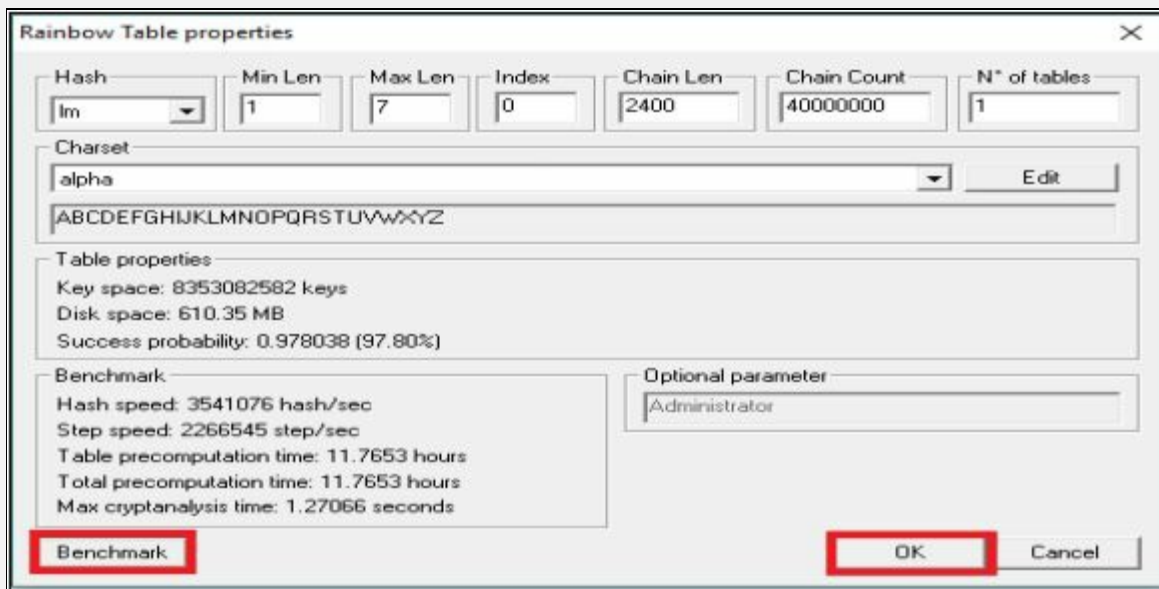 Rainbow Table properties
Hash Min Len Max Len Index Chain Len Chain Count N° of tables
lm 1 7 0 2400 40000000 1
Charset
alpha Edit
ABCDEFGHIJKLMNOPQRSTUVWXYZ
Table properties
Key space: 8353082582 keys
Disk space: 610.35 MB
Success probability: 0.978038 (97.80%)
Benchmark Optional parameter
Hash speed: 3541076 hash/sec Administrator
Step speed: 2266545 step/sec
Table precomputation time: 11.7653 hours
Total precomputation time: 11.7653 hours
Max cryptanalysis time: 1.27066 seconds
Benchmark OK Cancel